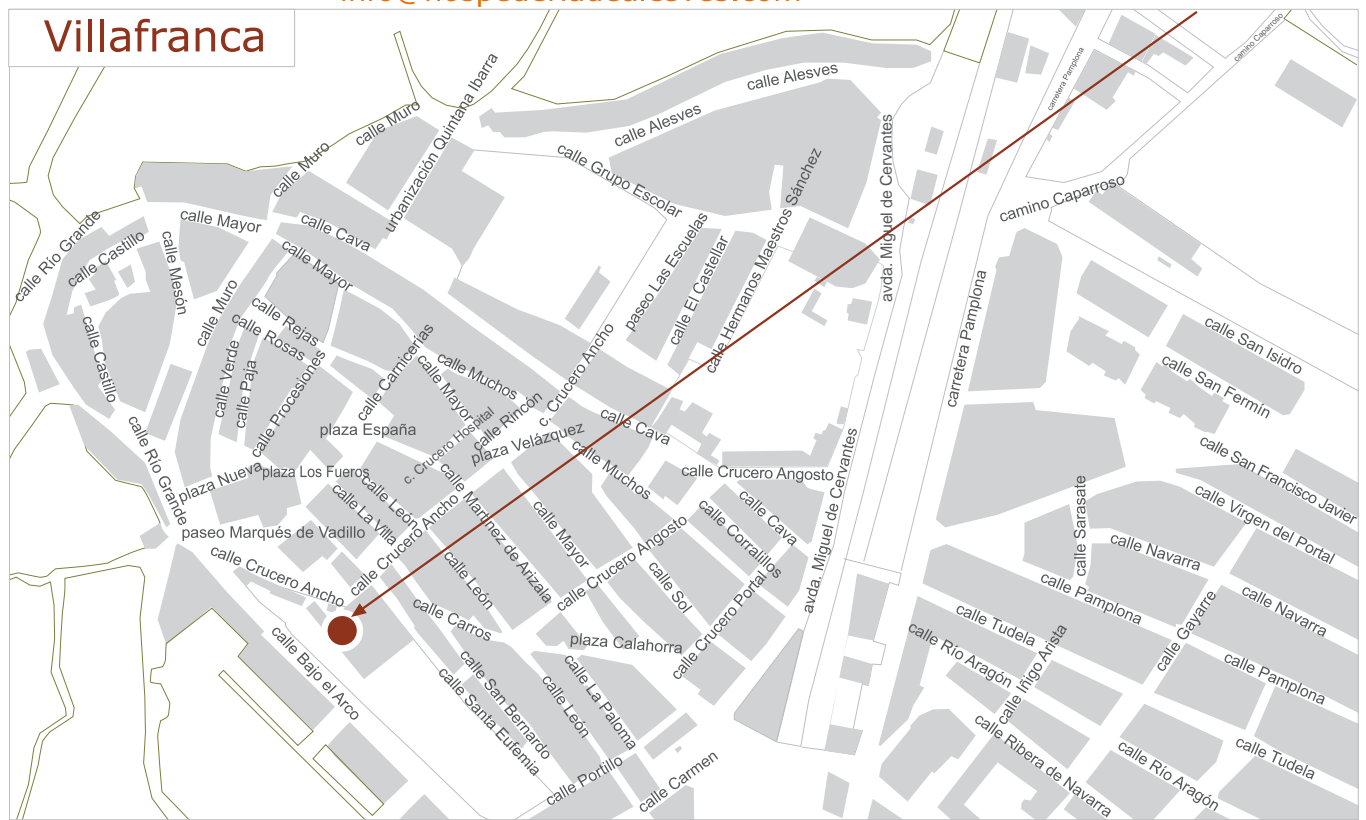 Villafranca
calle Alesves
calle Alesves
calle Muro
calle Muro
urbanización Quintana Ibarra
calle Grupo Escolar
avda. Miguel de Cervantes
carretera Pamplona
camino Caparroso
camino Caparroso
calle Río Grande
calle Castillo
calle Mayor
calle Cava
calle Mesón
calle Muro
calle Mayor
paseo Las Escuelas
calle El Castellar
calle Hermanos Maestros Sánchez
carretera Pamplona
calle San Isidro
calle San Fermín
calle San Francisco Javier
calle Castillo
calle Rejas
calle Rosas
calle Verde
calle Paja
calle Procesiones
calle Carnicerías
calle Muchos
calle Mayor
c. Crucero Ancho
calle Rincón
c. Crucero Hospital
plaza España
plaza Velázquez
calle Cava
calle Muchos
calle Río Grande
plaza Nueva
plaza Los Fueros
calle León
calle La Villa
calle Martínez de Arizala
calle Mayor
calle Crucero Angosto
calle Cava
calle Corralillos
avda. Miguel de Cervantes
calle Sarasate
calle Virgen del Portal
paseo Marqués de Vadillo
calle Crucero Ancho
calle Crucero Ancho
calle León
calle Crucero Angosto
calle Sol
calle Crucero Portal
calle Navarra
calle Navarra
calle Pamplona
calle Gayarre
calle Tudela
calle Río Aragón
calle Iñigo Arista
calle Pamplona
calle Bajo el Arco
calle Carros
plaza Calahorra
calle San Bernardo
calle Santa Eufemia
calle León
calle La Paloma
calle Portillo
calle Carmen
calle Ribera de Navarra
calle Río Aragón
calle Tudela